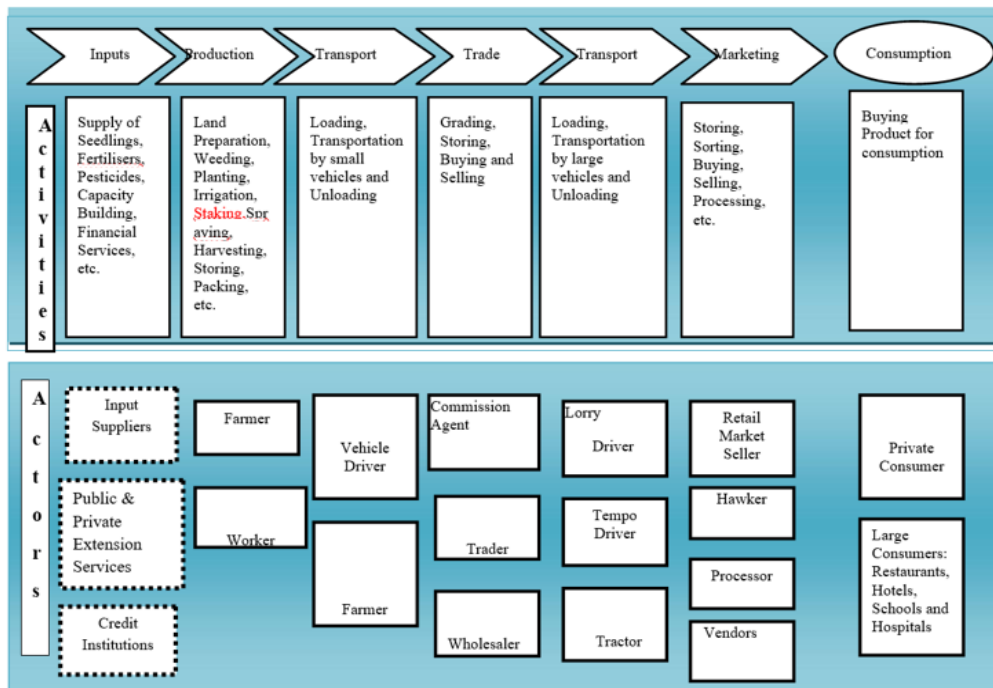 Inputs
Production
Transport
Trade
Transport
Marketing
Consumption
Activities
Supply of
Seedlings,
Fertilisers,
Pesticides,
Capacity
Building,
Financial
Services,
etc.
Land
Preparation,
Weeding,
Planting,
Irrigation,
Staking,Spr
aying,
Harvesting,
Storing,
Packing,
etc.
Loading,
Transportation
by small
vehicles and
Unloading
Grading,
Storing,
Buying and
Selling
Loading,
Transportation
by large
vehicles and
Unloading
Storing,
Sorting,
Buying,
Selling,
Processing,
etc.
Buying
Product for
consumption
Actors
Input
Suppliers
Public &
Private
Extension
Services
Credit
Institutions
Farmer
Worker
Vehicle
Driver
Farmer
Commission
Agent
Trader
Wholesaler
Lorry
Driver
Tempo
Driver
Tractor
Retail
Market
Seller
Hawker
Processor
Vendors
Private
Consumer
Large
Consumers:
Restaurants,
Hotels,
Schools and
Hospitals